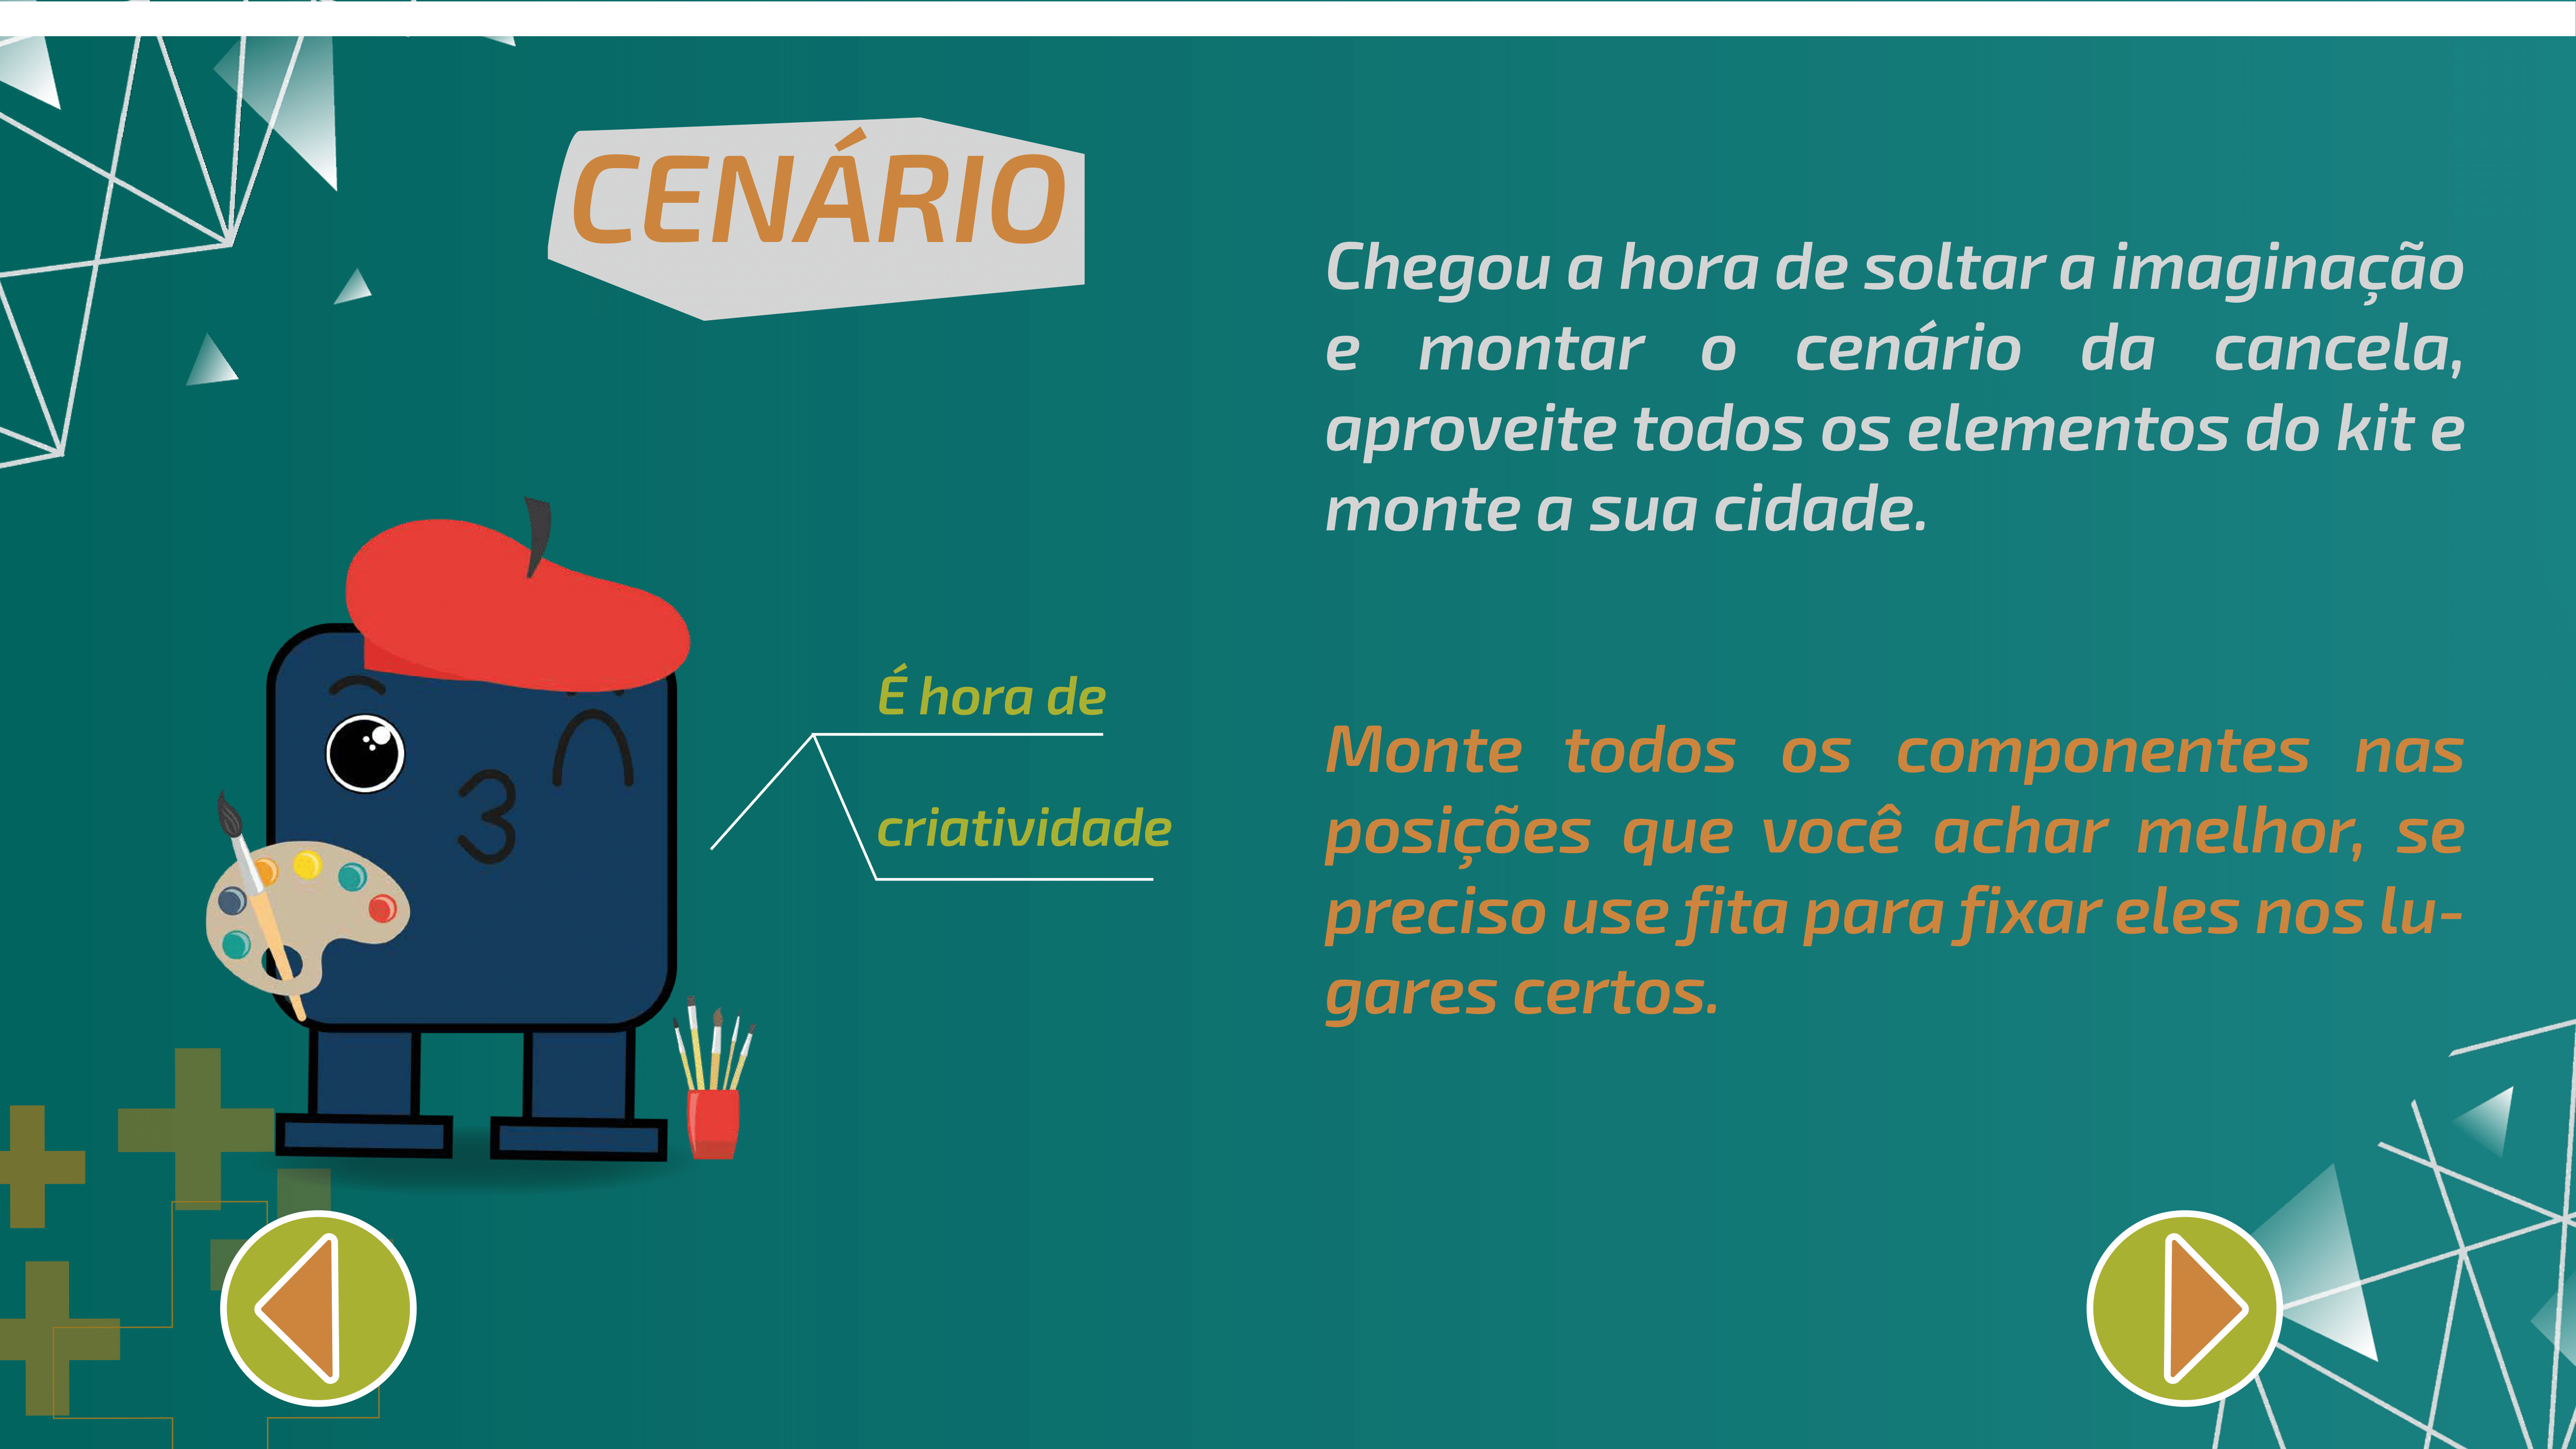 CENÁRIO
Chegou a hora de soltar a imaginação
e montar o cenário da cancela,
aproveite todos os elementos do kit e
monte a sua cidade.
É hora de
criatividade
Monte todos os componentes nas
posições que você achar melhor, se
preciso use fita para fixar eles nos lu-
gares certos.